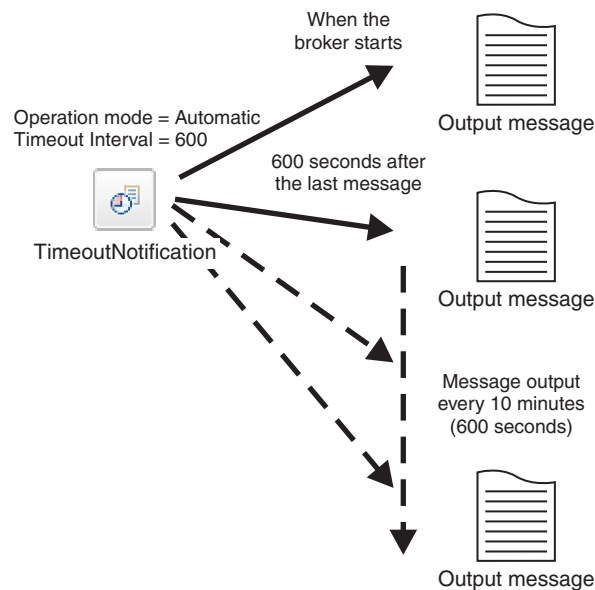 When the
broker starts
Output message
Operation mode = Automatic
Timeout Interval = 600
TimeoutNotification
600 seconds after
the last message
Output message
Message output
every 10 minutes
(600 seconds)
Output message